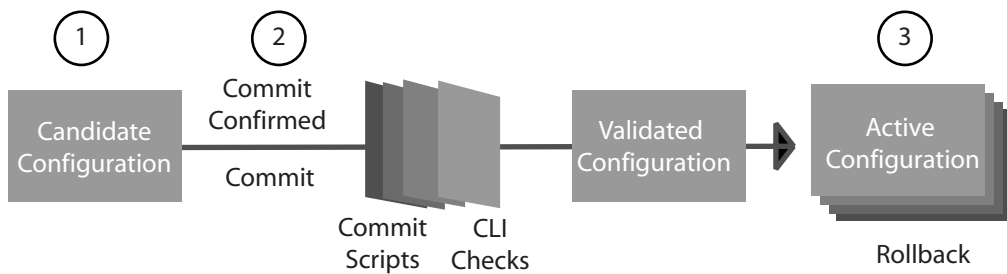 1
2
3
Commit
Confirmed
Candidate
Configuration
Commit
Commit
Scripts
CLI
Checks
Validated
Configuration
Active
Configuration
Rollback